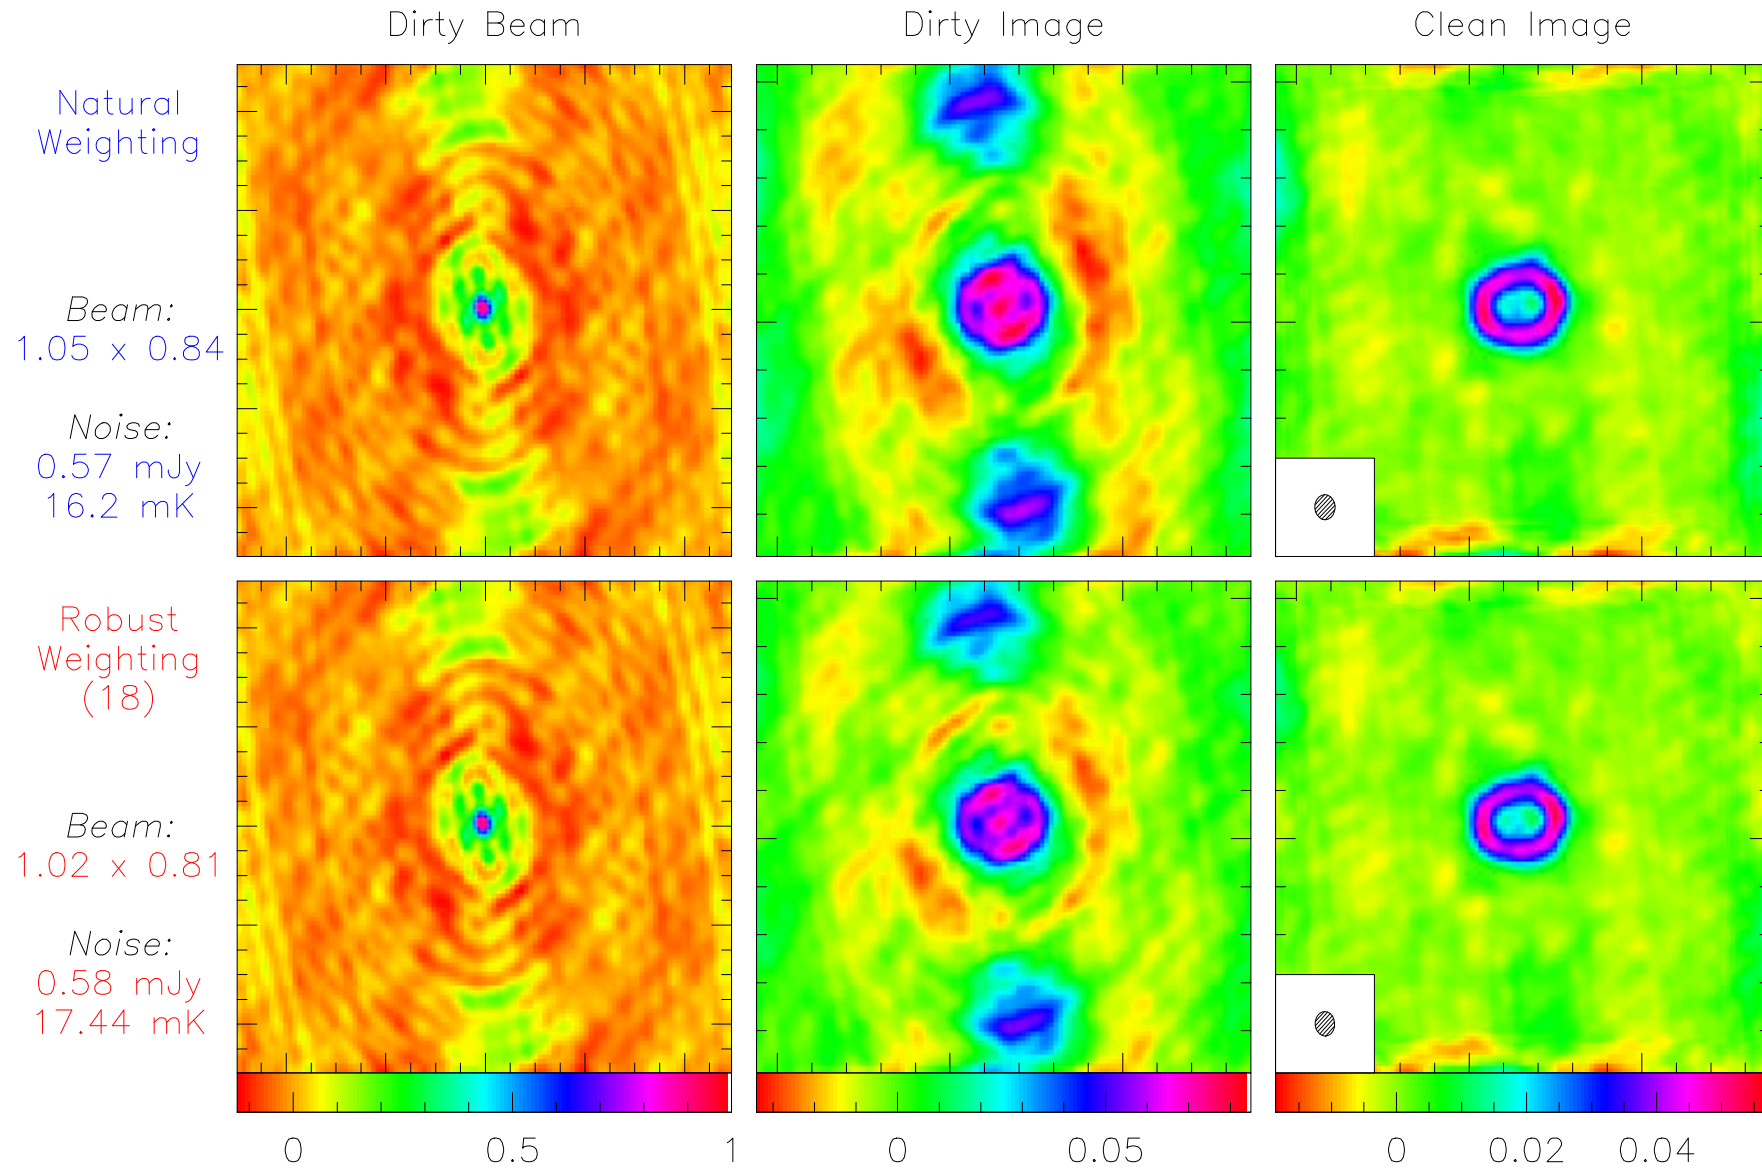 Dirty Beam
Dirty Image
Clean Image
Natural
Weighting
Beam:
1.05 x 0.84
Noise:
0.57 mJy
16.2 mK
Robust
Weighting
(18)
Beam:
1.02 x 0.81
Noise:
0.58 mJy
17.44 mK
0 0.5 1
0 0.05
0 0.02 0.04